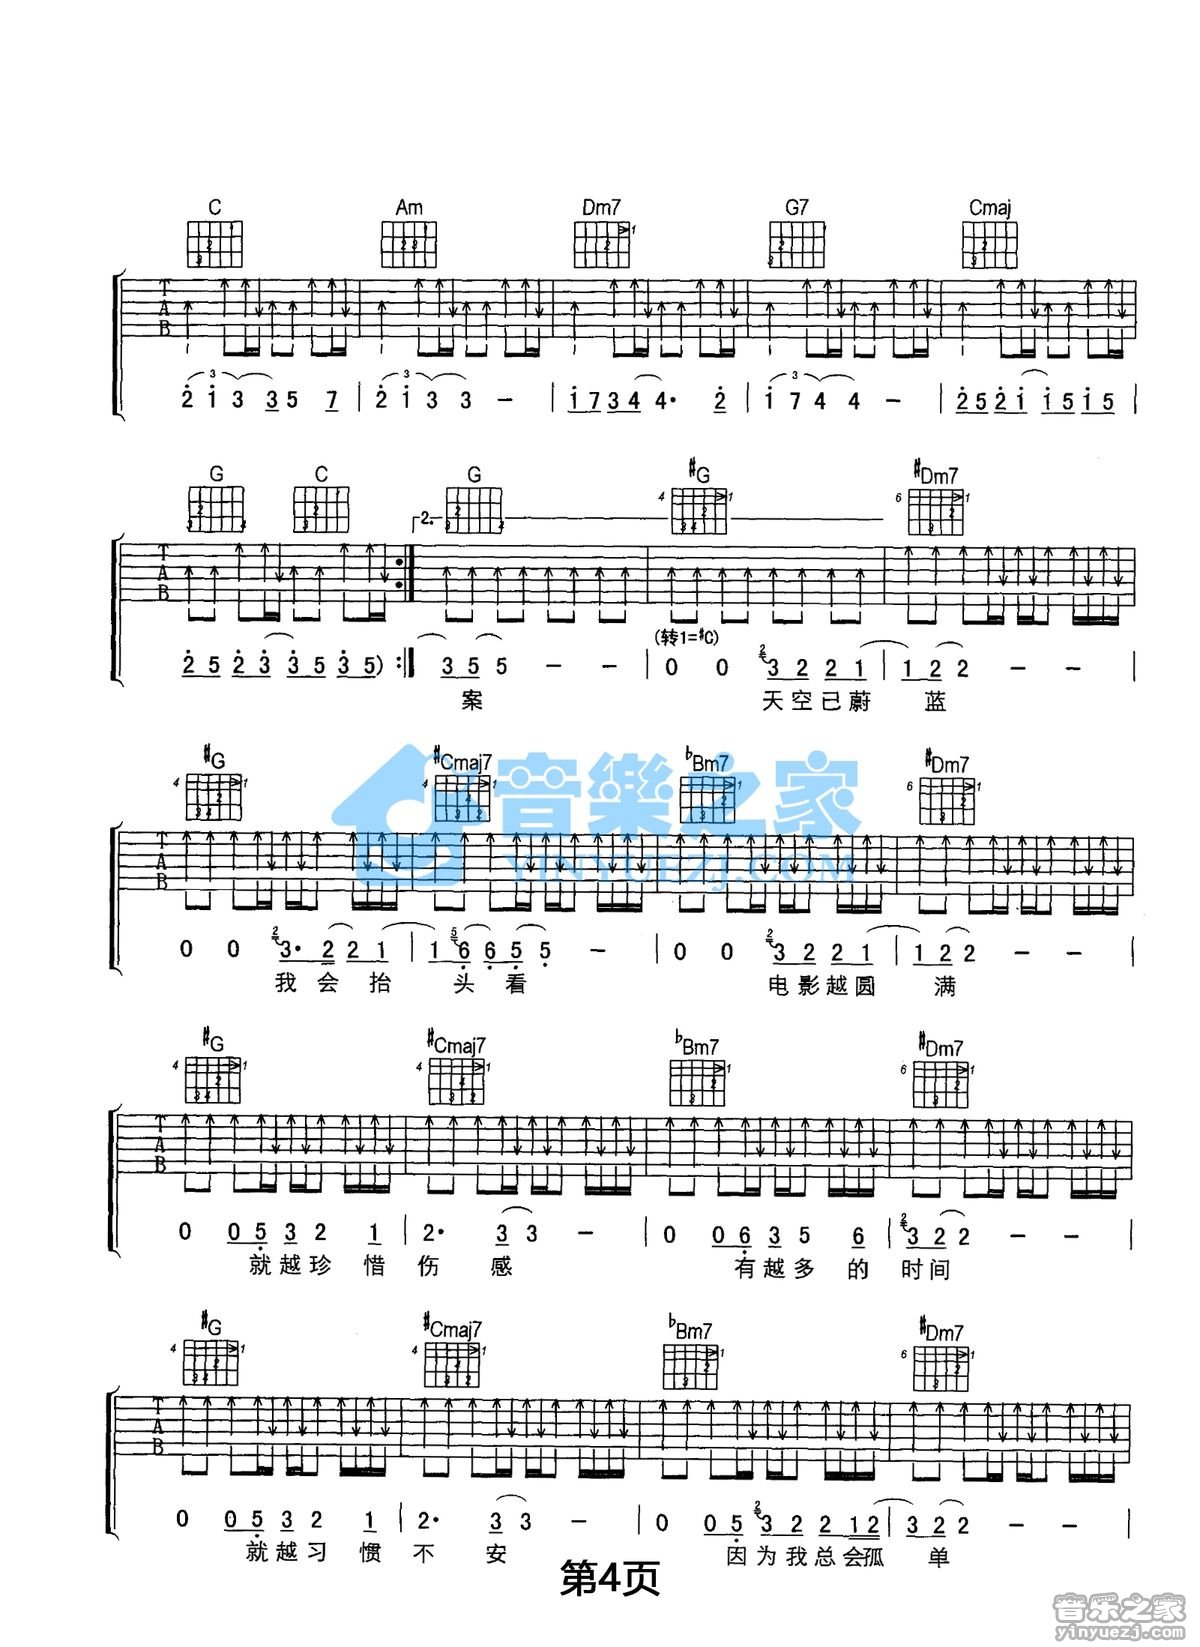 C Am Dm7 G7 Cmaj
T
A
B
3 3 3
2 1 3 3 5 7 | 2 1 3 3 – | 1 7 3 4 4· 2 | 1 7 4 4 – | 2 5 2 1 1 5 1 5 |
G C 2. G #G #Dm7
4 1 6 1
T
A
B
(转1=#C)
2 5 2 3 3 5 3 5) :| 3 5 5 – – | 0 0 3 2 2 1 | 1 2 2 – – |
案 天空已蔚 蓝
#G #Cmaj7 bBm7 #Dm7
音樂之家
YINYUEZJ.COM
T
A
B
0 0 3· 2 2 1 | 1 6 6 5 5 – | 0 0 3 2 2 1 | 1 2 2 – – |
我会抬 头看 电影越圆 满
#G #Cmaj7 bBm7 #Dm7
T
A
B
0 0 5 3 2 1 | 2· 3 3 – | 0 0 6 3 5 6 | 3 2 2 – – |
就越珍惜伤感 有越多的时间
#G #Cmaj7 bBm7 #Dm7
T
A
B
0 0 5 3 2 1 | 2· 3 3 – | 0 0 5 3 2 2 1 2 | 3 2 2 – – |
就越习惯不安 因为我总会孤单
第4页
音乐之家
yinyuezj.com